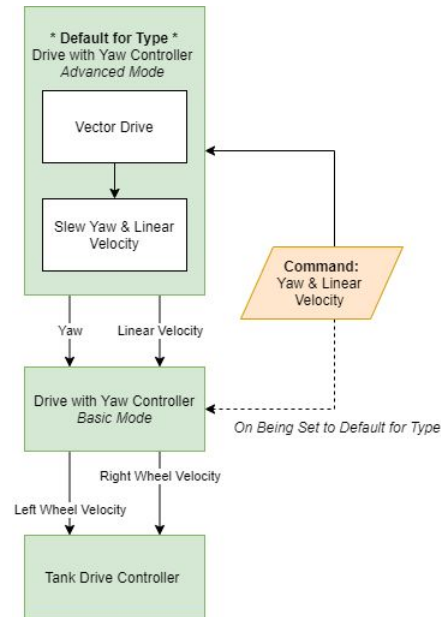 * Default for Type *
Drive with Yaw Controller
Advanced Mode
Vector Drive
Slew Yaw & Linear
Velocity
Command:
Yaw & Linear
Velocity
Yaw
Linear Velocity
Drive with Yaw Controller
Basic Mode
On Being Set to Default for Type
Right Wheel Velocity
Left Wheel Velocity
Tank Drive Controller